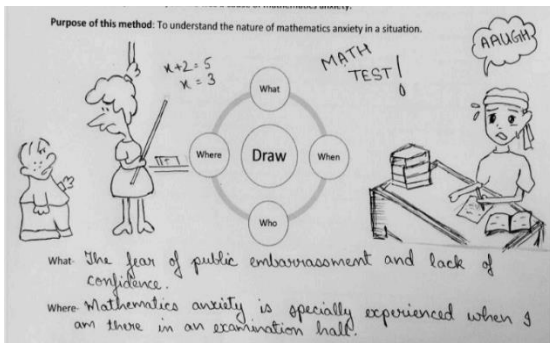 Purpose of this method: To understand the nature of mathematics anxiety in a situation.
x+2=5
x=3
MATH
TEST!
AAUGH
What
Where
Draw
When
Who
What- The fear of public embarrassment and lack of
confidence.
Where- Mathematics anxiety is specially experienced when I
am there in an examination hall.